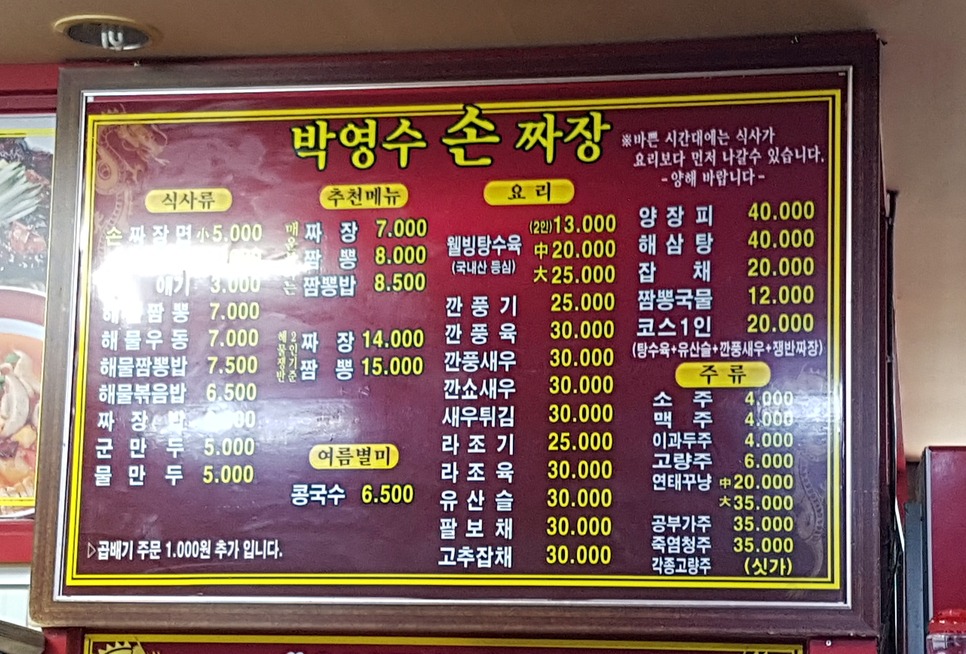 박영수 손 짜장
※바쁜 시간대에는 식사가
요리보다 먼저 나갈수 있습니다.
- 양해 바랍니다 -
식사류
손 짜 장 면 小 5.000
애기 3.000
짬 뽕 7.000
해 물 우 동 7.000
해물짬뽕밥 7.500
해물볶음밥 6.500
짜 장 밥
군 만 두 5.000
물 만 두 5.000
▷곱배기 주문 1.000원 추가 입니다.
추천메뉴
매운
는
짜 장 7.000
짬 뽕 8.000
짬뽕밥 8.500
해물쟁반
2인기준
짜 장 14.000
짬 뽕 15.000
여름별미
콩국수 6.500
요 리
웰빙탕수육
(국내산 등심)
(2인) 13.000
中 20.000
大 25.000
깐 풍 기 25.000
깐 풍 육 30.000
깐풍새우 30.000
깐쇼새우 30.000
새우튀김 30.000
라 조 기 25.000
라 조 육 30.000
유 산 슬 30.000
팔 보 채 30.000
고추잡채 30.000
양 장 피 40.000
해 삼 탕 40.000
잡 채 20.000
짬뽕국물 12.000
코스1인 20.000
(탕수육+유산슬+깐풍새우+쟁반짜장)
주 류
소 주 4.000
맥 주 4.000
이과두주 4.000
고량주 6.000
연태꾸냥 中 20.000
大 35.000
공부가주 35.000
죽엽청주 35.000
각종고량주 (싯가)